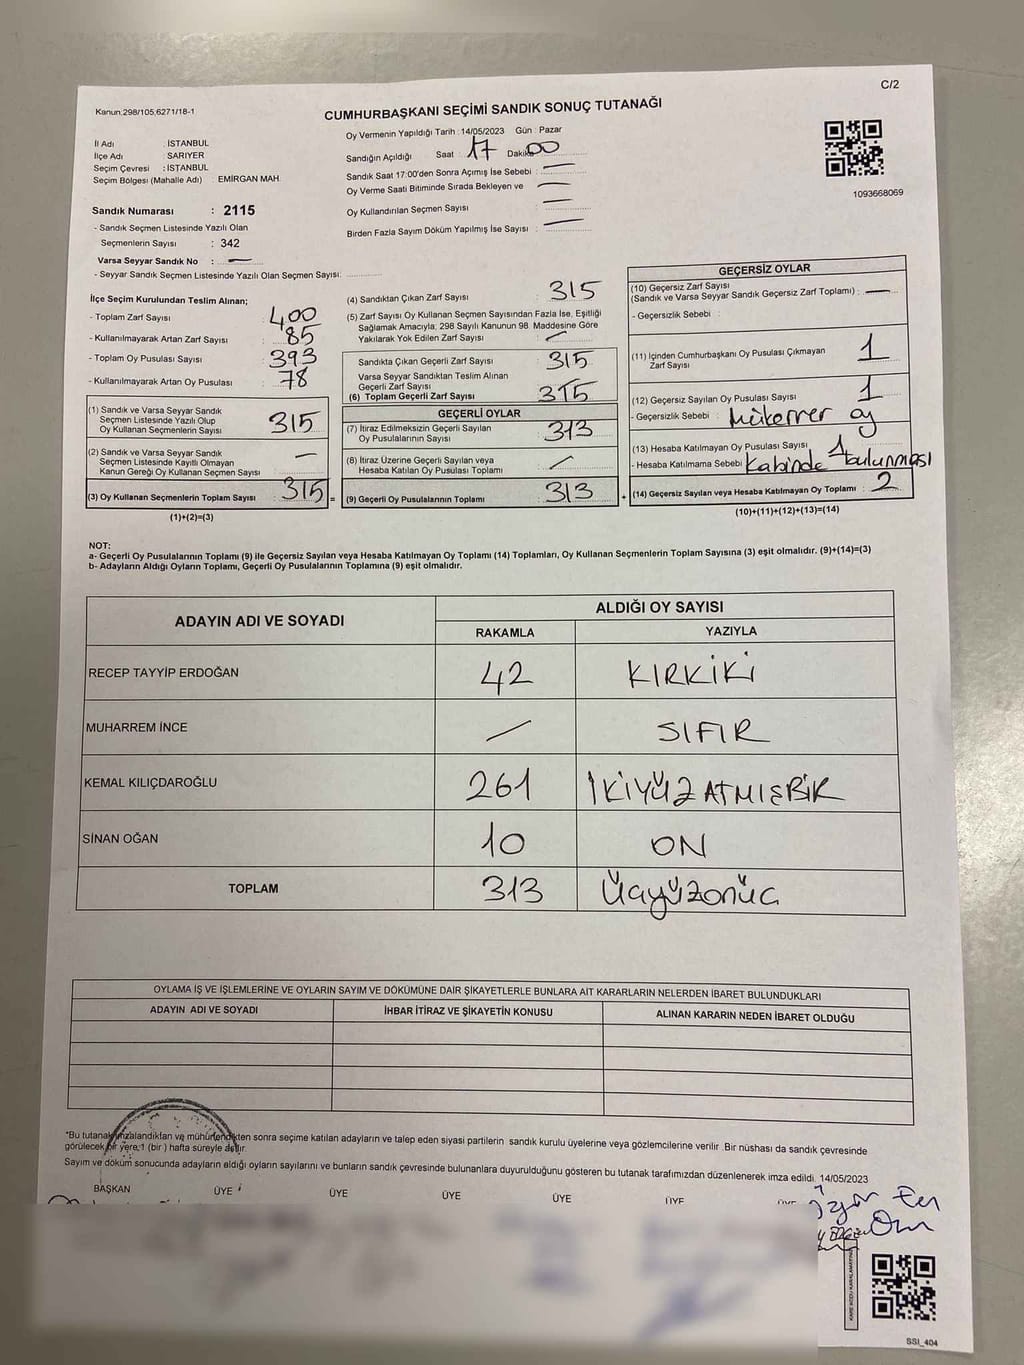 C/2
Kanun:298/105,6271/18-1
CUMHURBAŞKANI SEÇİMİ SANDIK SONUÇ TUTANAĞI
Oy Vermenin Yapıldığı Tarih : 14/05/2023 Gün : Pazar
İl Adı : İSTANBUL
İlçe Adı : SARIYER
Seçim Çevresi : İSTANBUL
Seçim Bölgesi (Mahalle Adı) : EMİRGAN MAH.
Sandık Numarası : 2115
- Sandık Seçmen Listesinde Yazılı Olan
Seçmenlerin Sayısı : 342
Varsa Seyyar Sandık No : —
- Seyyar Sandık Seçmen Listesinde Yazılı Olan Seçmen Sayısı:
Sandığın Açıldığı Saat : 17 Dakika 00
Sandık Saat 17:00'den Sonra Açılmış İse Sebebi : —
Oy Verme Saati Bitiminde Sırada Bekleyen ve —
Oy Kullandırılan Seçmen Sayısı —
Birden Fazla Sayım Döküm Yapılmış İse Sayısı : —
1093668069
İlçe Seçim Kurulundan Teslim Alınan;
- Toplam Zarf Sayısı : 400
- Kullanılmayarak Artan Zarf Sayısı : 85
- Toplam Oy Pusulası Sayısı : 393
- Kullanılmayarak Artan Oy Pusulası : 78
(1) Sandık ve Varsa Seyyar Sandık
Seçmen Listesinde Yazılı Olup
Oy Kullanan Seçmenlerin Sayısı : 315
(2) Sandık ve Varsa Seyyar Sandık
Seçmen Listesinde Kayıtlı Olmayan
Kanun Gereği Oy Kullanan Seçmen Sayısı : —
(3) Oy Kullanan Seçmenlerin Toplam Sayısı : 315 =
(1)+(2)=(3)
(4) Sandıktan Çıkan Zarf Sayısı : 315
(5) Zarf Sayısı Oy Kullanan Seçmen Sayısından Fazla İse, Eşitliği
Sağlamak Amacıyla; 298 Sayılı Kanunun 98. Maddesine Göre
Yakılarak Yok Edilen Zarf Sayısı : —
Sandıkta Çıkan Geçerli Zarf Sayısı : 315
Varsa Seyyar Sandıktan Teslim Alınan
Geçerli Zarf Sayısı :
(6) Toplam Geçerli Zarf Sayısı : 315
GEÇERLİ OYLAR
(7) İtiraz Edilmeksizin Geçerli Sayılan
Oy Pusulalarının Sayısı : 313
(8) İtiraz Üzerine Geçerli Sayılan veya
Hesaba Katılan Oy Pusulası Toplamı : /
(9) Geçerli Oy Pusulalarının Toplamı : 313 +
GEÇERSİZ OYLAR
(10) Geçersiz Zarf Sayısı
(Sandık ve Varsa Seyyar Sandık Geçersiz Zarf Toplamı) : —
- Geçersizlik Sebebi :
(11) İçinden Cumhurbaşkanı Oy Pusulası Çıkmayan
Zarf Sayısı : 1
(12) Geçersiz Sayılan Oy Pusulası Sayısı : 1
- Geçersizlik Sebebi : Mükerrer oy
(13) Hesaba Katılmayan Oy Pusulası Sayısı : 1
- Hesaba Katılmama Sebebi : Kabinde bulunması
(14) Geçersiz Sayılan veya Hesaba Katılmayan Oy Toplamı : 2
(10)+(11)+(12)+(13)=(14)
NOT:
a- Geçerli Oy Pusulalarının Toplamı (9) ile Geçersiz Sayılan veya Hesaba Katılmayan Oy Toplamı (14) Toplamları, Oy Kullanan Seçmenlerin Toplam Sayısına (3) eşit olmalıdır. (9)+(14)=(3)
b- Adayların Aldığı Oyların Toplamı, Geçerli Oy Pusulalarının Toplamına (9) eşit olmalıdır.
ADAYIN ADI VE SOYADI
ALDIĞI OY SAYISI
RAKAMLA YAZIYLA
RECEP TAYYİP ERDOĞAN 42 KIRKİKİ
MUHARREM İNCE / SIFIR
KEMAL KILIÇDAROĞLU 261 İKİYÜZATMIŞBİR
SİNAN OĞAN 10 ON
TOPLAM 313 Üçyüzonüç
OYLAMA İŞ VE İŞLEMLERİNE VE OYLARIN SAYIM VE DÖKÜMÜNE DAİR ŞİKAYETLERLE BUNLARA AİT KARARLARIN NELERDEN İBARET BULUNDUKLARI
ADAYIN ADI VE SOYADI İHBAR İTİRAZ VE ŞİKAYETİN KONUSU ALINAN KARARIN NEDEN İBARET OLDUĞU
*Bu tutanak imzalandıktan ve mühürlendikten sonra seçime katılan adayların ve talep eden siyasi partilerin sandık kurulu üyelerine veya gözlemcilerine verilir. Bir nüshası da sandık çevresinde
görülecek bir yere 1 (bir) hafta süreyle asılır.
Sayım ve döküm sonucunda adayların aldığı oyların sayılarını ve bunların sandık çevresinde bulunanlara duyurulduğunu gösteren bu tutanak tarafımızdan düzenlenerek imza edildi. 14/05/2023
BAŞKAN ÜYE ÜYE ÜYE ÜYE ÜYE
SSİ_404